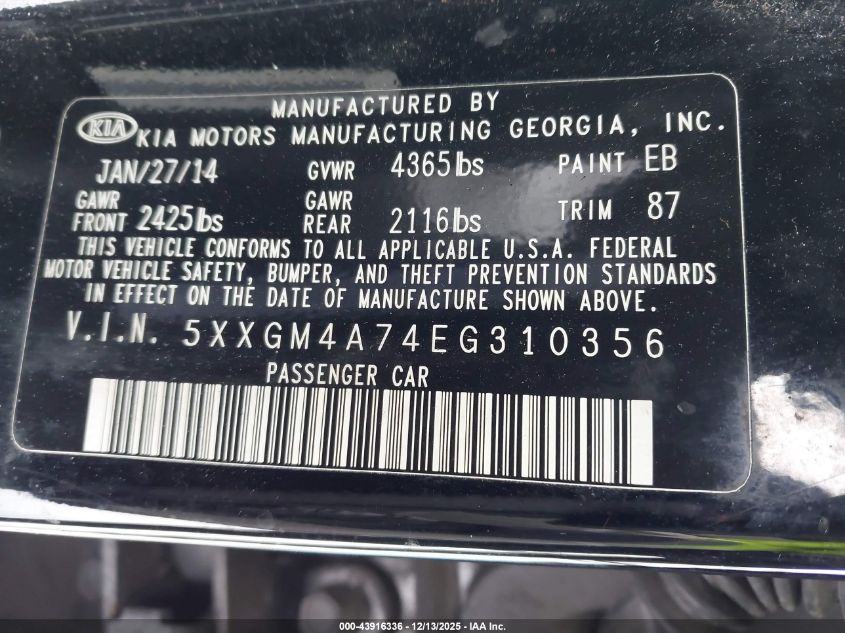 MANUFACTURED BY
KIA KIA MOTORS MANUFACTURING GEORGIA, INC.
JAN/27/14 GVWR 4365lbs PAINT EB
GAWR FRONT 2425lbs GAWR REAR 2116lbs TRIM 87
THIS VEHICLE CONFORMS TO ALL APPLICABLE U.S.A. FEDERAL
MOTOR VEHICLE SAFETY, BUMPER, AND THEFT PREVENTION STANDARDS
IN EFFECT ON THE DATE OF MANUFACTURE SHOWN ABOVE.
V.I.N. 5XXGM4A74EG310356
PASSENGER CAR
000-43916336 - 12/13/2025 - IAA Inc.